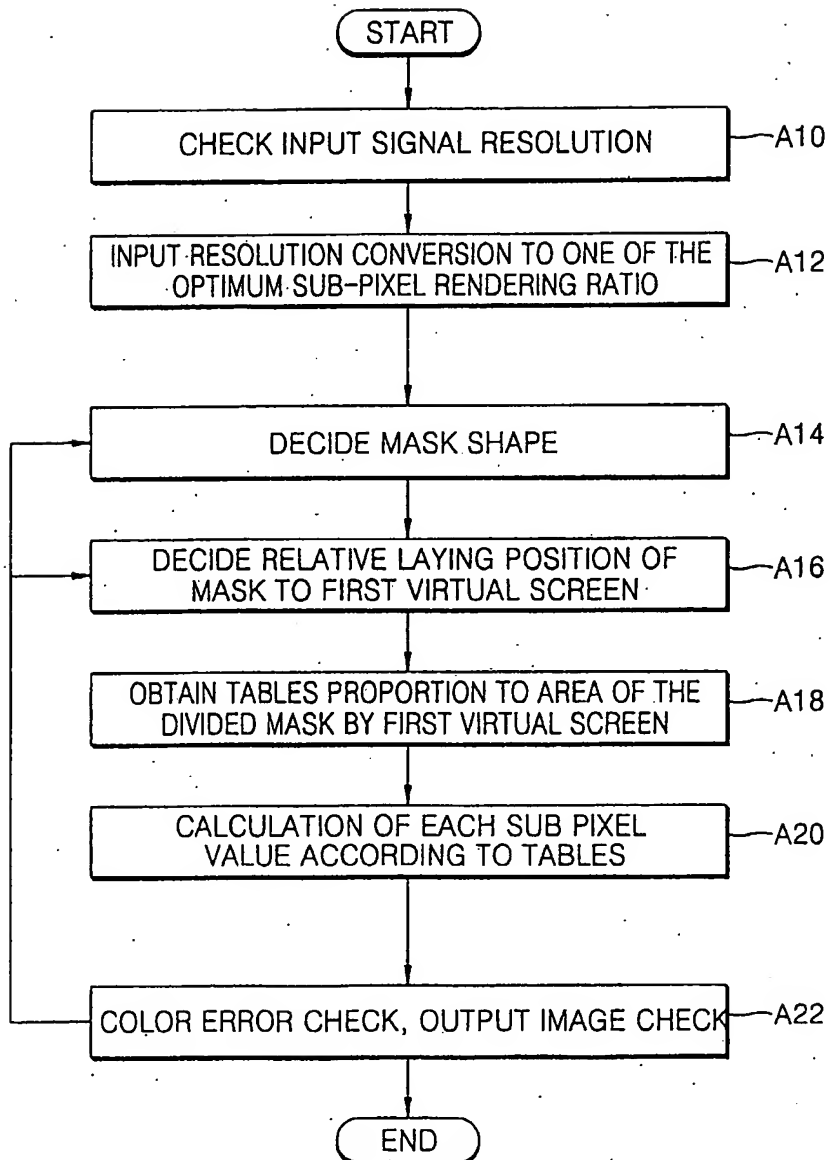 START
CHECK INPUT SIGNAL RESOLUTION
A10
INPUT RESOLUTION CONVERSION TO ONE OF THE
OPTIMUM SUB-PIXEL RENDERING RATIO
A12
DECIDE MASK SHAPE
A14
DECIDE RELATIVE LAYING POSITION OF
MASK TO FIRST VIRTUAL SCREEN
A16
OBTAIN TABLES PROPORTION TO AREA OF THE
DIVIDED MASK BY FIRST VIRTUAL SCREEN
A18
CALCULATION OF EACH SUB PIXEL
VALUE ACCORDING TO TABLES
A20
COLOR ERROR CHECK, OUTPUT IMAGE CHECK
A22
END